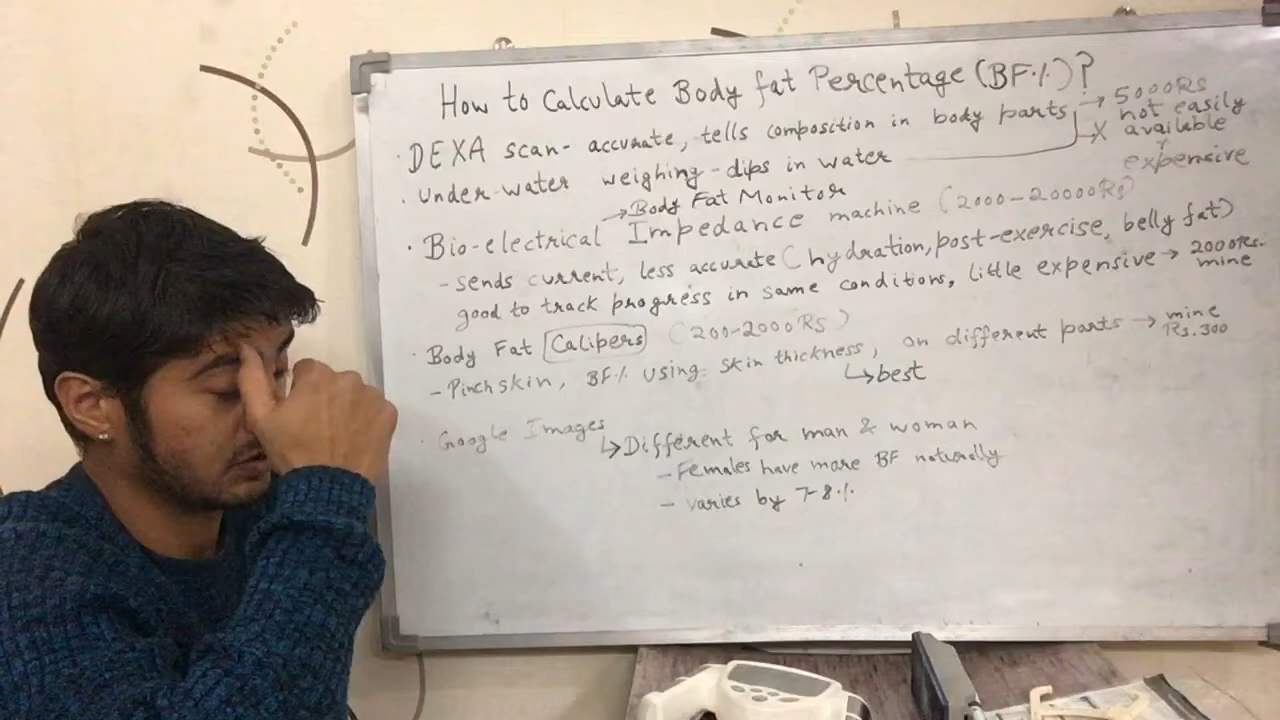 How to Calculate Body fat Percentage (BF%)?
· DEXA scan- accurate, tells composition in body parts → 5000Rs
not easily
available
expensive
· under-water weighing - dips in water
→ Body Fat Monitor
· Bio-electrical Impedance machine (2000-20000Rs)
- sends current, less accurate (hydration, post-exercise, belly fat)
good to track progress in same conditions, little expensive → 2000Rs.
mine
· Body Fat Calipers (200-2000Rs)
- Pinch skin, BF% using skin thickness, on different parts → mine
Rs.300
↳ best
· Google Images
↳ Different for man & woman
- Females have more BF naturally
- varies by 7-8%